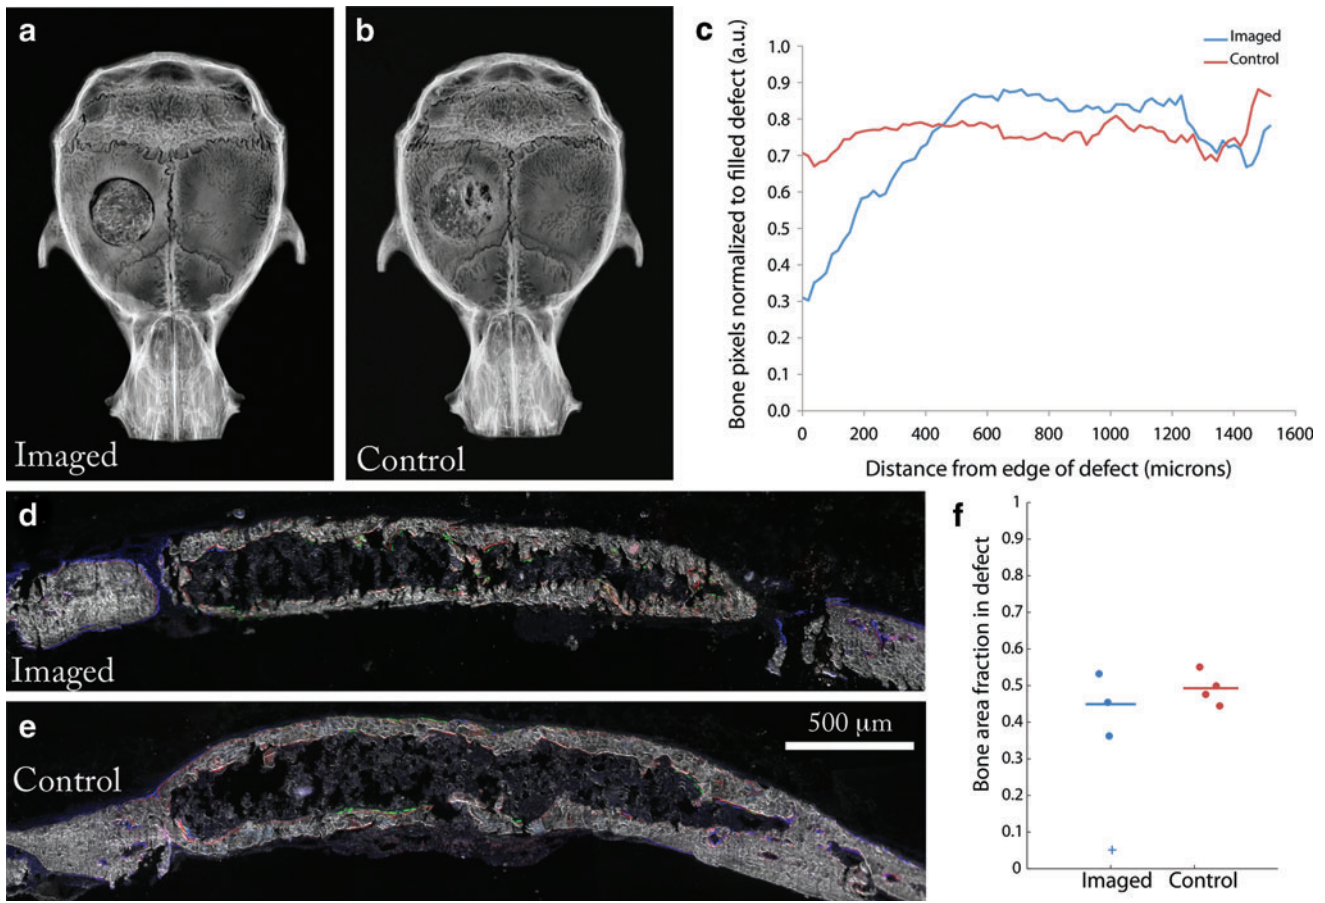 a
Imaged
b
Control
c
Bone pixels normalized to filled defect (a.u.)
1.0
0.9
0.8
0.7
0.6
0.5
0.4
0.3
0.2
0.1
0.0
0 200 400 600 800 1000 1200 1400 1600
Distance from edge of defect (microns)
Imaged
Control
d
Imaged
e
Control
500 µm
f
Bone area fraction in defect
1
0.9
0.8
0.7
0.6
0.5
0.4
0.3
0.2
0.1
0
Imaged Control